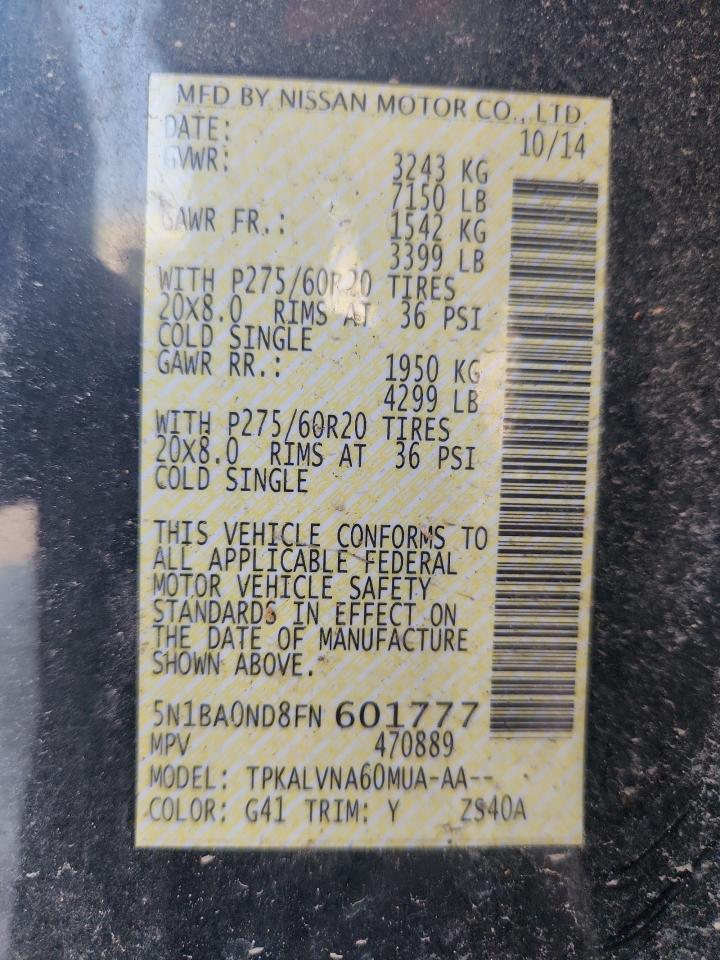 MFD BY NISSAN MOTOR CO., LTD.
DATE: 10/14
GVWR: 3243 KG
7150 LB
GAWR FR.: 1542 KG
3399 LB
WITH P275/60R20 TIRES
20X8.0 RIMS AT 36 PSI
COLD SINGLE
GAWR RR.: 1950 KG
4299 LB
WITH P275/60R20 TIRES
20X8.0 RIMS AT 36 PSI
COLD SINGLE
THIS VEHICLE CONFORMS TO
ALL APPLICABLE FEDERAL
MOTOR VEHICLE SAFETY
STANDARDS IN EFFECT ON
THE DATE OF MANUFACTURE
SHOWN ABOVE.
5N1BA0ND8FN 601777
MPV 470889
MODEL: TPKALVNA60MUA-AA--
COLOR: G41 TRIM: Y ZS40A